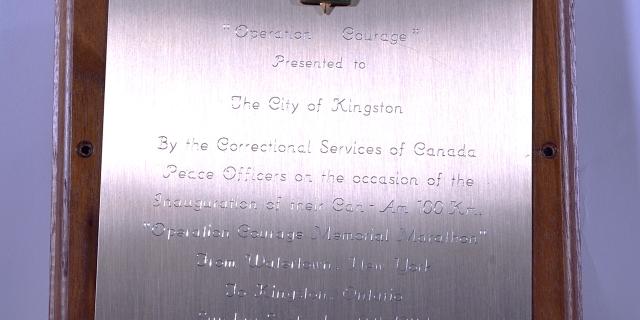 "Operation Courage"
Presented to
The City of Kingston
By the Correctional Services of Canada
Peace Officers on the occasion of the
Inauguration of their Can-Am 100 Km.
"Operation Courage Memorial Marathon"
From Watertown, New York
To Kingston, Ontario